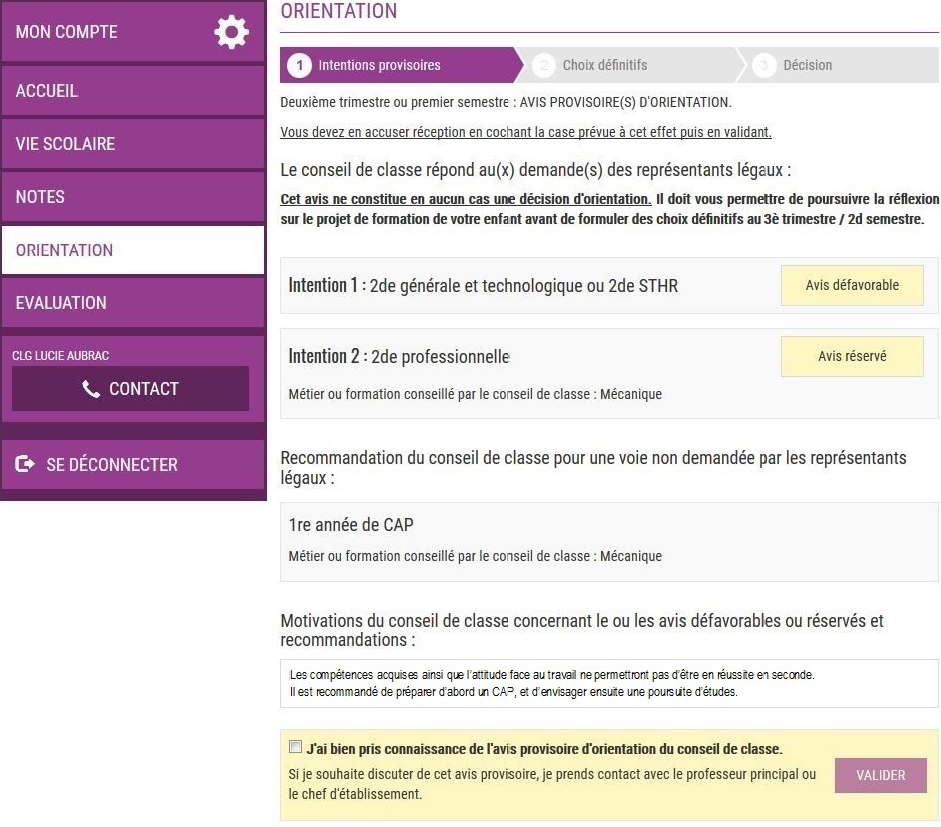 MON COMPTE
ACCUEIL
VIE SCOLAIRE
NOTES
ORIENTATION
EVALUATION
CLG LUCIE AUBRAC
CONTACT
SE DÉCONNECTER
ORIENTATION
1 Intentions provisoires
2 Choix définitifs
3 Décision
Deuxième trimestre ou premier semestre : AVIS PROVISOIRE(S) D'ORIENTATION.
Vous devez en accuser réception en cochant la case prévue à cet effet puis en validant.
Le conseil de classe répond au(x) demande(s) des représentants légaux :
Cet avis ne constitue en aucun cas une décision d'orientation. Il doit vous permettre de poursuivre la réflexion
sur le projet de formation de votre enfant avant de formuler des choix définitifs au 3è trimestre / 2d semestre.
Intention 1 : 2de générale et technologique ou 2de STHR
Avis défavorable
Intention 2 : 2de professionnelle
Avis réservé
Métier ou formation conseillé par le conseil de classe : Mécanique
Recommandation du conseil de classe pour une voie non demandée par les représentants
légaux :
1re année de CAP
Métier ou formation conseillé par le conseil de classe : Mécanique
Motivations du conseil de classe concernant le ou les avis défavorables ou réservés et
recommandations :
Les compétences acquises ainsi que l'attitude face au travail ne permettront pas d'être en réussite en seconde.
Il est recommandé de préparer d'abord un CAP, et d'envisager ensuite une poursuite d'études.
J'ai bien pris connaissance de l'avis provisoire d'orientation du conseil de classe.
Si je souhaite discuter de cet avis provisoire, je prends contact avec le professeur principal ou
le chef d'établissement.
VALIDER